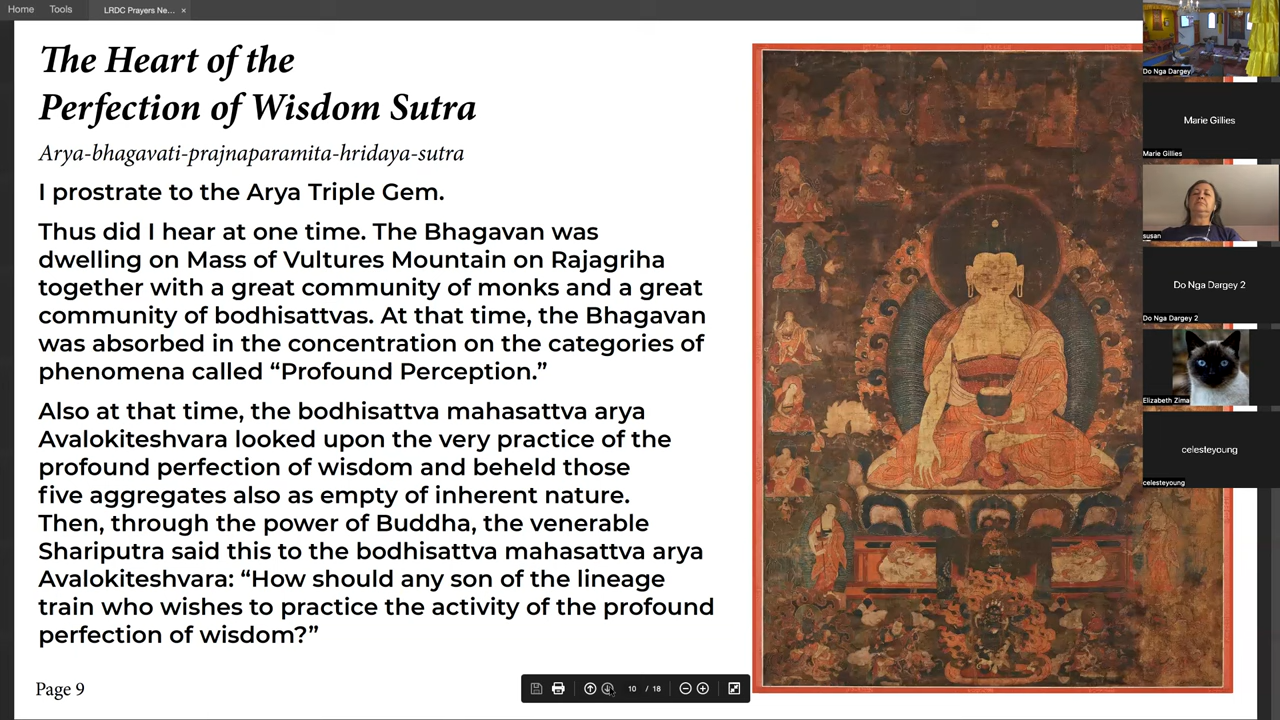 Home Tools LRDC Prayers Ne... ×
The Heart of the
Perfection of Wisdom Sutra
Arya-bhagavati-prajnaparamita-hridaya-sutra
I prostrate to the Arya Triple Gem.
Thus did I hear at one time. The Bhagavan was
dwelling on Mass of Vultures Mountain on Rajagriha
together with a great community of monks and a great
community of bodhisattvas. At that time, the Bhagavan
was absorbed in the concentration on the categories of
phenomena called “Profound Perception.”
Also at that time, the bodhisattva mahasattva arya
Avalokiteshvara looked upon the very practice of the
profound perfection of wisdom and beheld those
five aggregates also as empty of inherent nature.
Then, through the power of Buddha, the venerable
Shariputra said this to the bodhisattva mahasattva arya
Avalokiteshvara: “How should any son of the lineage
train who wishes to practice the activity of the profound
perfection of wisdom?”
Page 9
10 / 18
Do Nga Dargey
Marie Gillies
Marie Gillies
susan
Do Nga Dargey 2
Do Nga Dargey 2
Elizabeth Zima
celesteyoung
celesteyoung